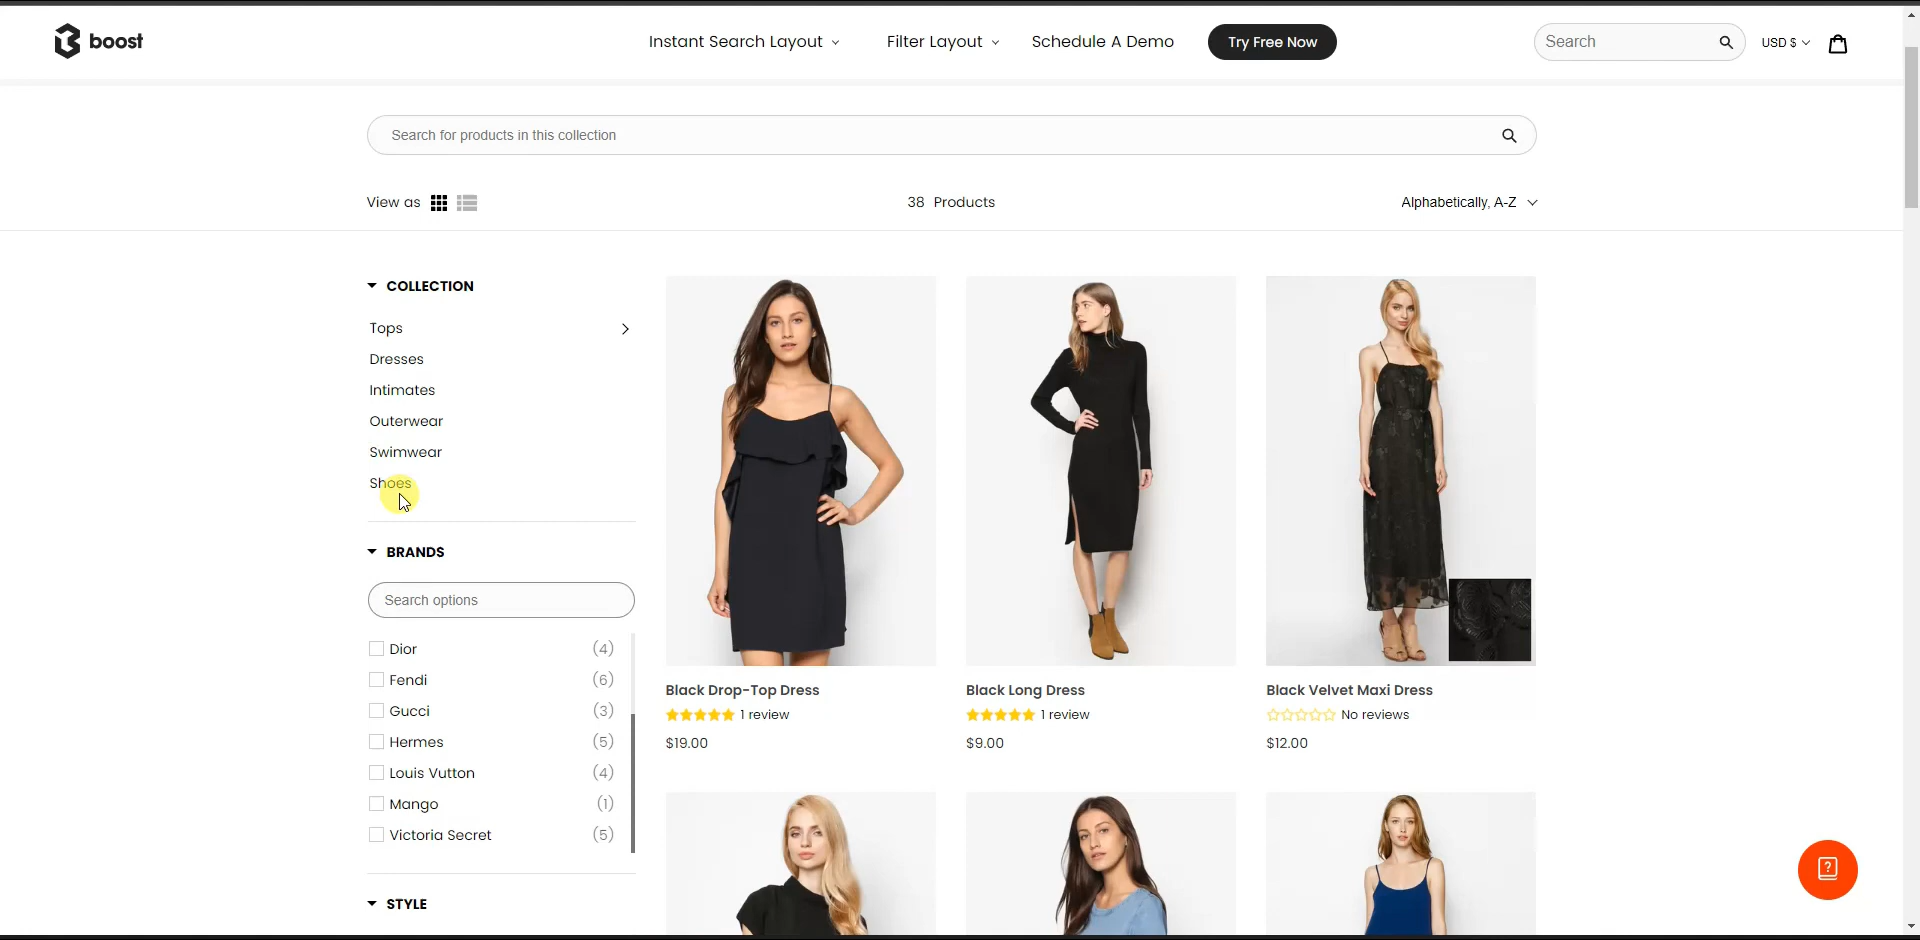 boost
Instant Search Layout
Filter Layout
Schedule A Demo
Try Free Now
Search
USD $
Search for products in this collection
View as
38 Products
Alphabetically, A-Z
COLLECTION
Tops
Dresses
Intimates
Outerwear
Swimwear
Shoes
BRANDS
Search options
Dior (4)
Fendi (6)
Gucci (3)
Hermes (5)
Louis Vutton (4)
Mango (1)
Victoria Secret (5)
STYLE
Black Drop-Top Dress
1 review
$19.00
Black Long Dress
1 review
$9.00
Black Velvet Maxi Dress
No reviews
$12.00
?